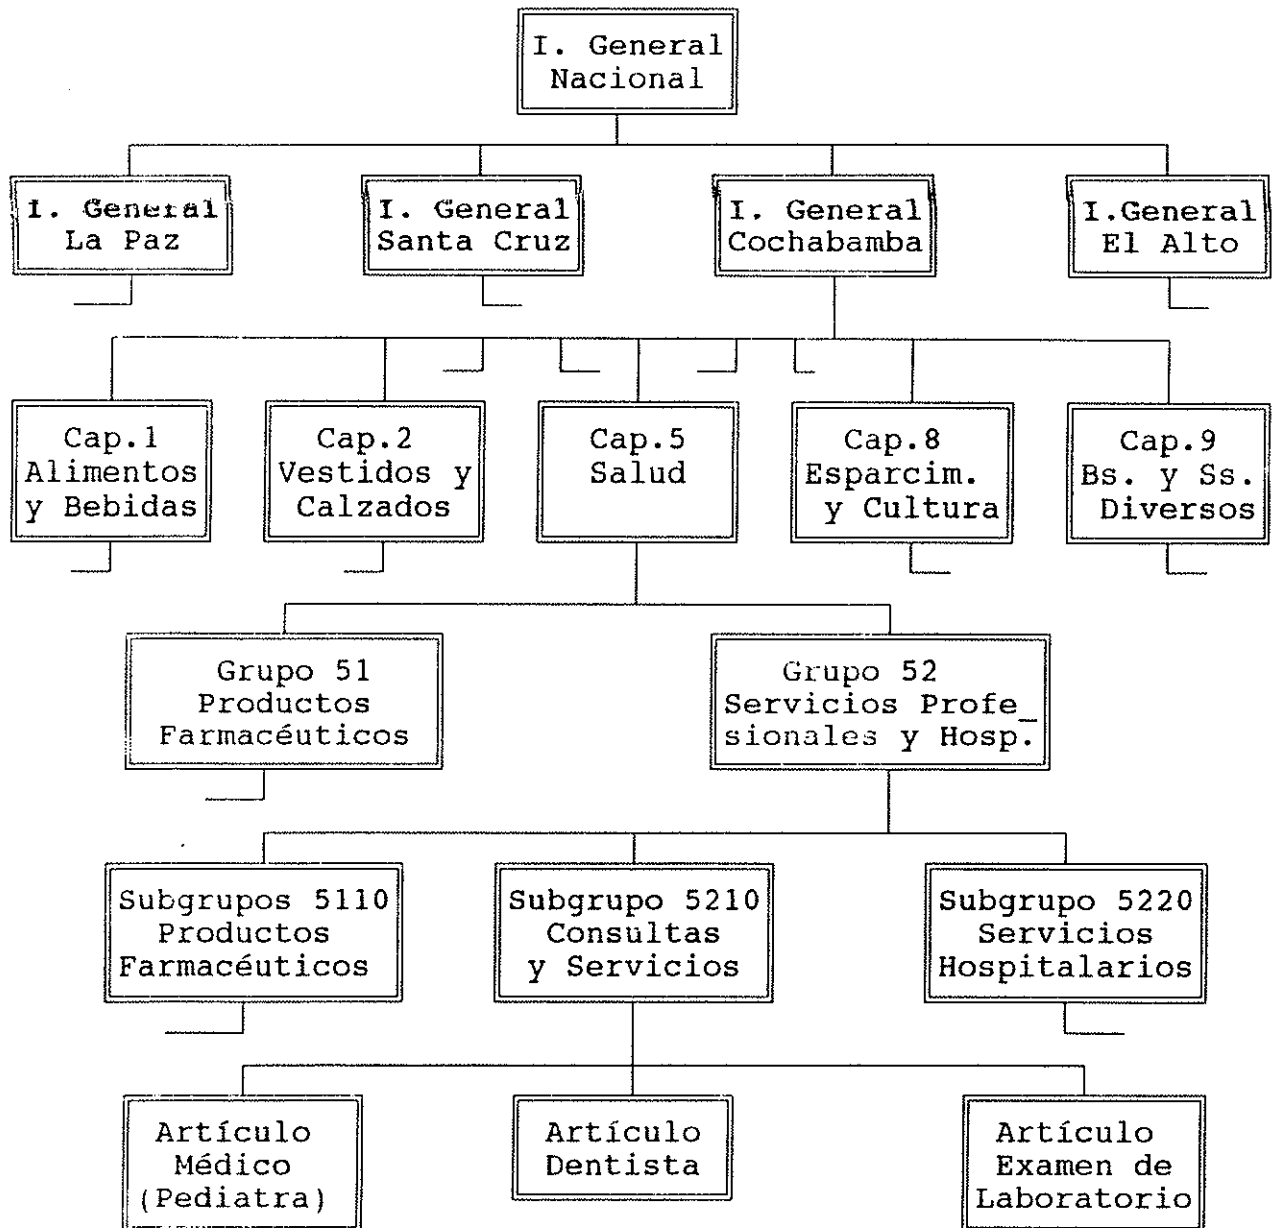 I. General
Nacional
I. General
La Paz
I. General
Santa Cruz
I. General
Cochabamba
I.General
El Alto
Cap.1
Alimentos
y Bebidas
Cap.2
Vestidos y
Calzados
Cap.5
Salud
Cap.8
Esparcim.
y Cultura
Cap.9
Bs. y Ss.
Diversos
Grupo 51
Productos
Farmacéuticos
Grupo 52
Servicios Profe_
sionales y Hosp.
Subgrupos 5110
Productos
Farmacéuticos
Subgrupo 5210
Consultas
y Servicios
Subgrupo 5220
Servicios
Hospitalarios
Artículo
Médico
(Pediatra)
Artículo
Dentista
Artículo
Examen de
Laboratorio